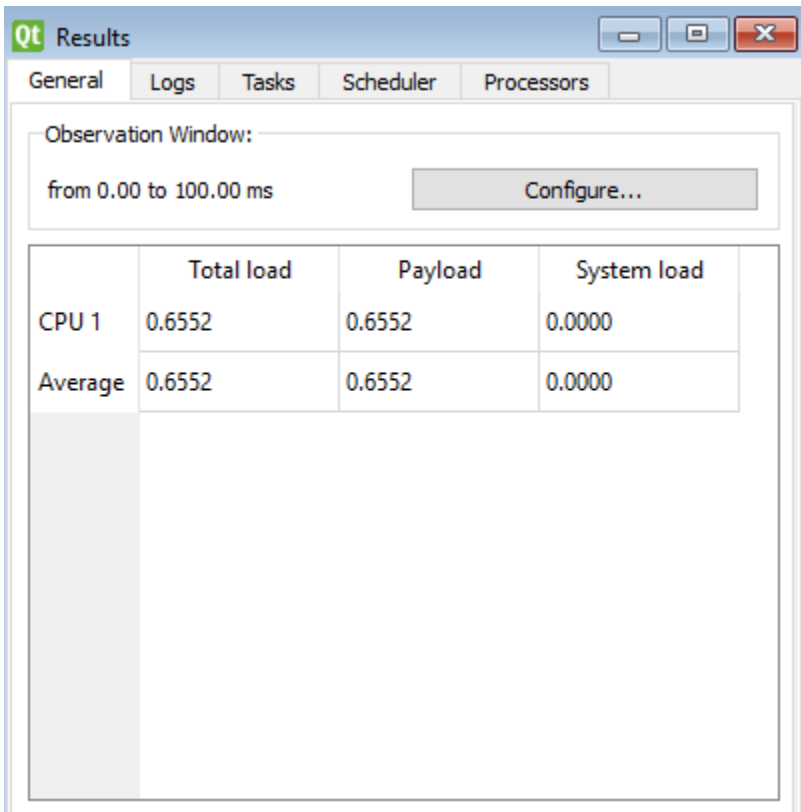 Qt Results
General Logs Tasks Scheduler Processors
Observation Window:
from 0.00 to 100.00 ms Configure...
Total load Payload System load
CPU 1 0.6552 0.6552 0.0000
Average 0.6552 0.6552 0.0000